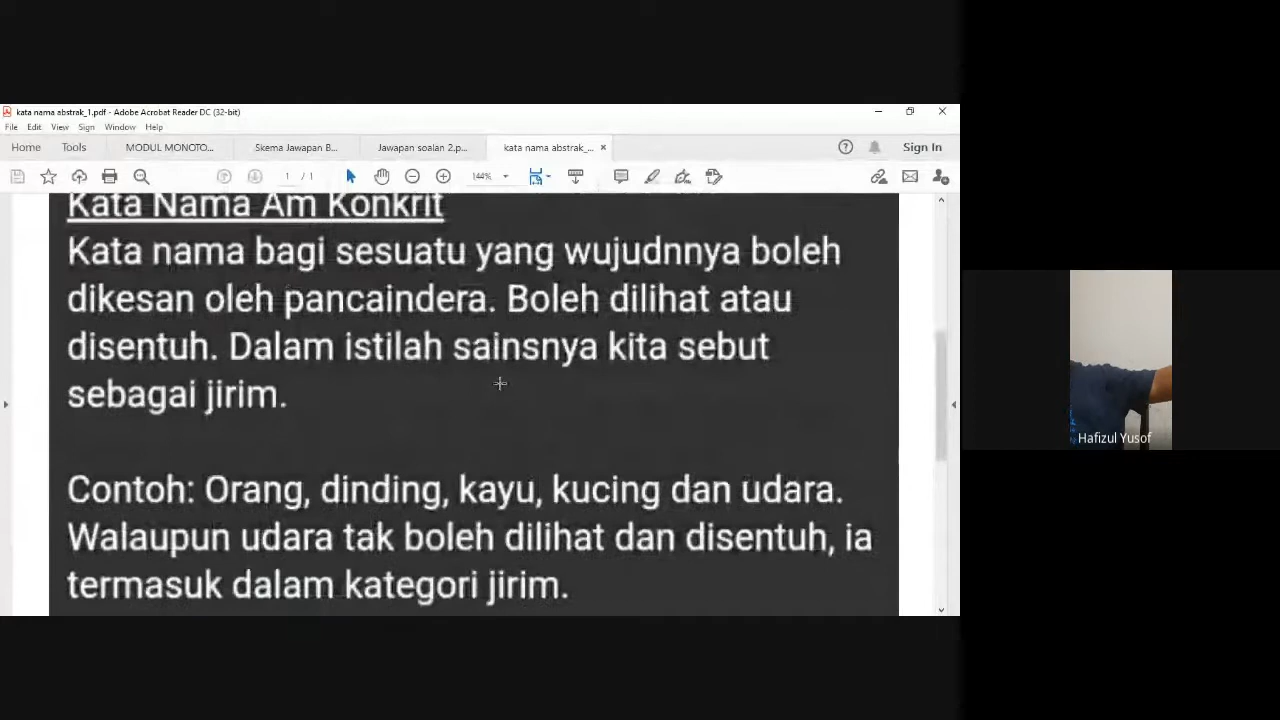 kata nama abstrak_1.pdf - Adobe Acrobat Reader DC (32-bit)
File Edit View Sign Window Help
Home Tools MODUL MONOTO... Skema Jawapan B... Jawapan soalan 2.p... kata nama abstrak_... × Sign In
1 / 1 144%
Kata Nama Am Konkrit
Kata nama bagi sesuatu yang wujudnnya boleh
dikesan oleh pancaindera. Boleh dilihat atau
disentuh. Dalam istilah sainsnya kita sebut
sebagai jirim.
Contoh: Orang, dinding, kayu, kucing dan udara.
Walaupun udara tak boleh dilihat dan disentuh, ia
termasuk dalam kategori jirim.
Hafizul Yusof